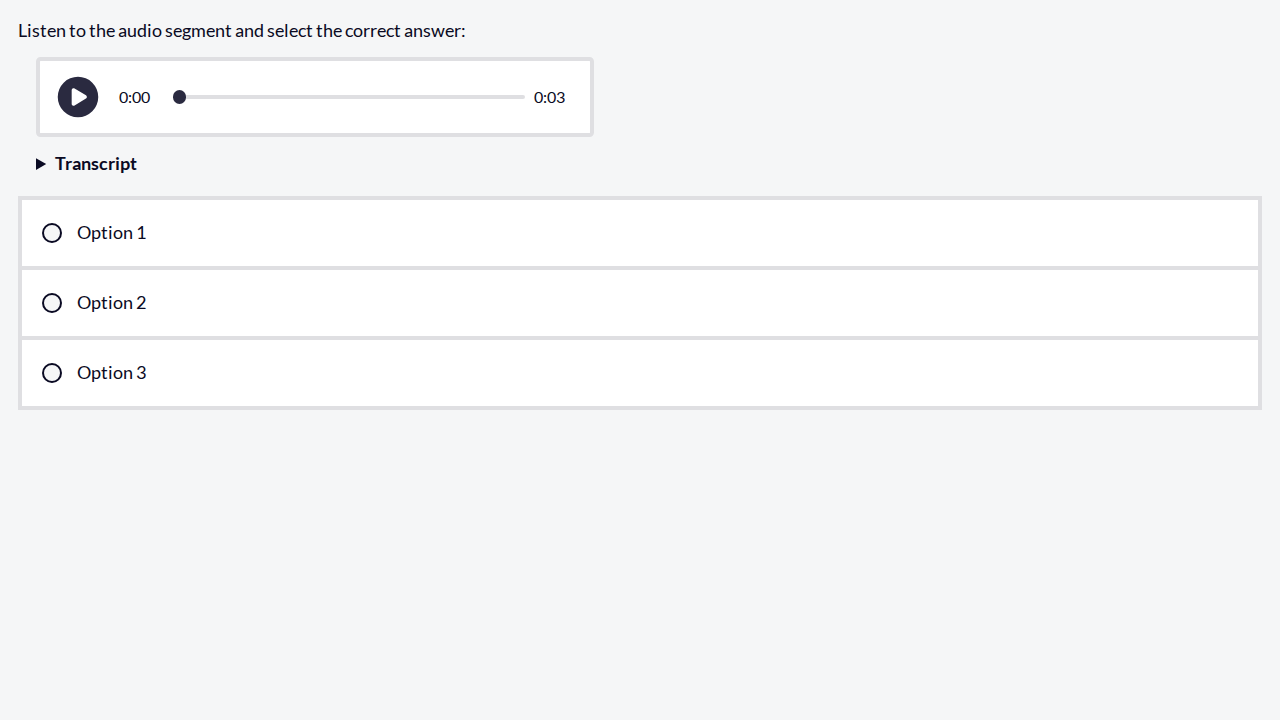 Listen to the audio segment and select the correct answer:
0:00 0:03
Transcript
Option 1
Option 2
Option 3